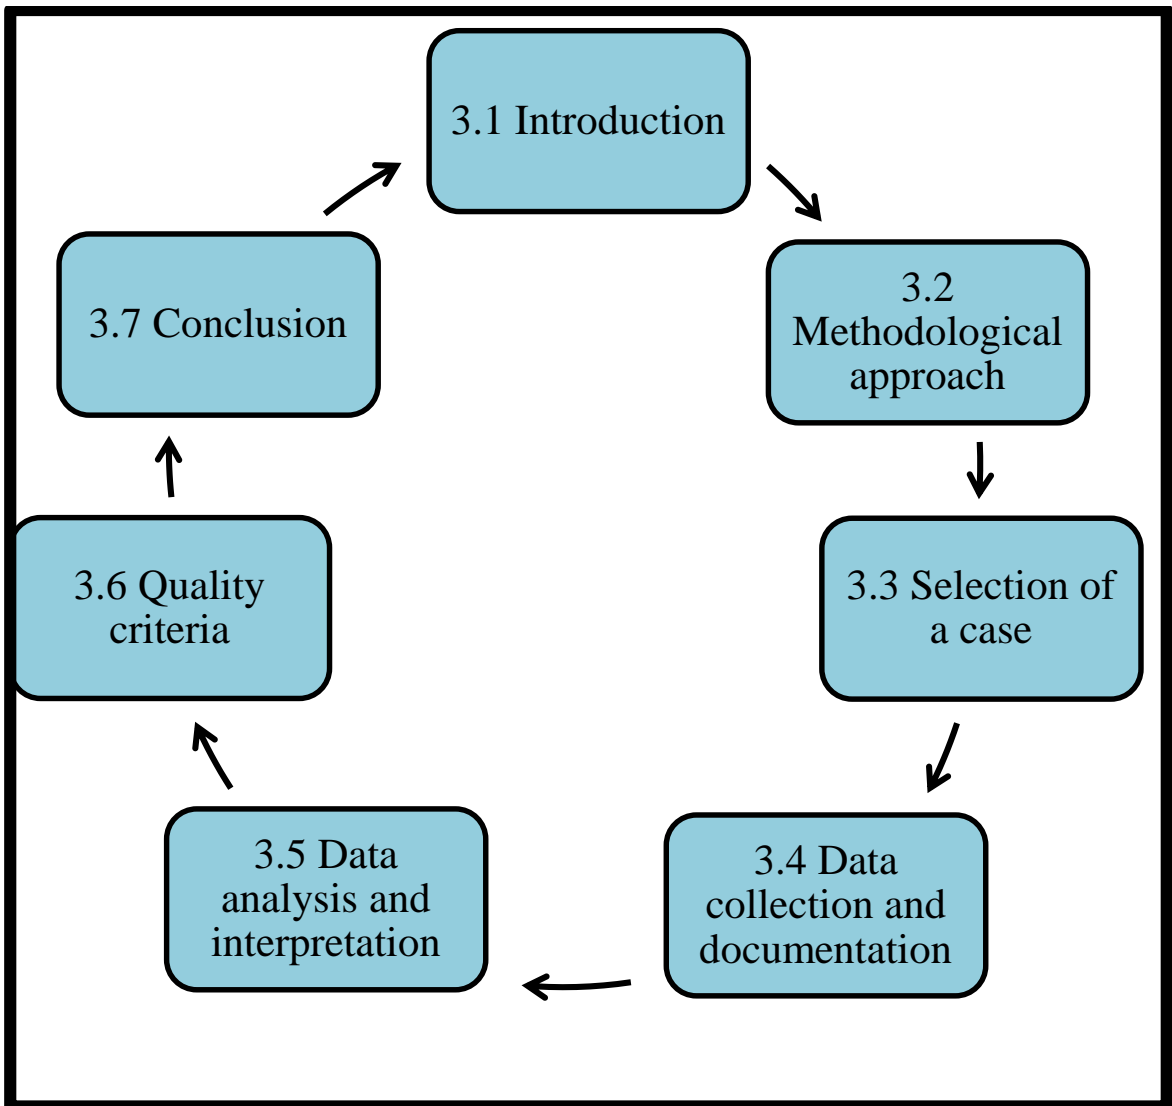 3.1 Introduction
3.2
Methodological
approach
3.3 Selection of
a case
3.4 Data
collection and
documentation
3.5 Data
analysis and
interpretation
3.6 Quality
criteria
3.7 Conclusion